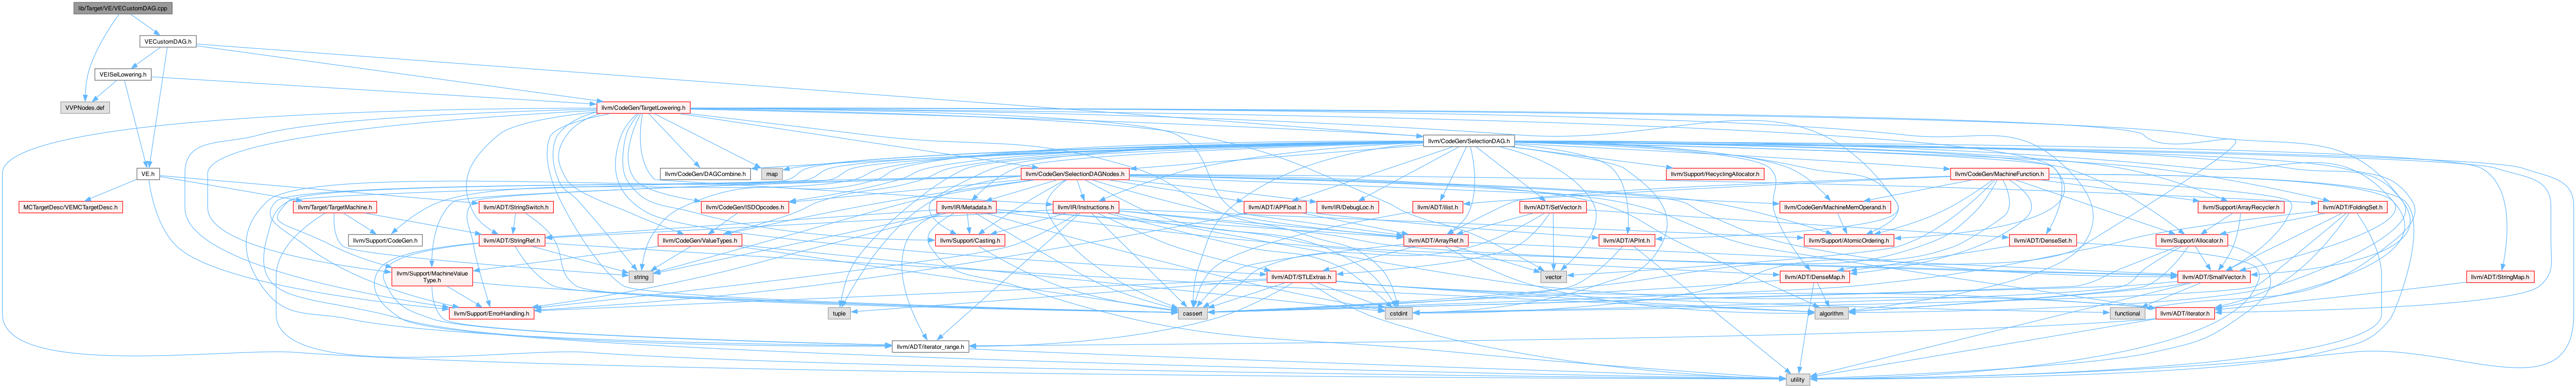 lib/Target/VE/VECustomDAG.cpp
VECustomDAG.h
VEISelLowering.h
VVPNodes.def
llvm/CodeGen/TargetLowering.h
llvm/CodeGen/SelectionDAG.h
VE.h
llvm/CodeGen/DAGCombine.h
map
llvm/CodeGen/SelectionDAGNodes.h
llvm/Support/RecyclingAllocator.h
llvm/CodeGen/MachineFunction.h
MCTargetDesc/VEMCTargetDesc.h
llvm/Target/TargetMachine.h
llvm/ADT/StringSwitch.h
llvm/CodeGen/ISDOpcodes.h
llvm/IR/Metadata.h
llvm/IR/Instructions.h
llvm/ADT/APFloat.h
llvm/IR/DebugLoc.h
llvm/ADT/ilist.h
llvm/ADT/SetVector.h
llvm/CodeGen/MachineMemOperand.h
llvm/Support/ArrayRecycler.h
llvm/ADT/FoldingSet.h
llvm/Support/CodeGen.h
llvm/ADT/StringRef.h
llvm/CodeGen/ValueTypes.h
llvm/Support/Casting.h
llvm/ADT/ArrayRef.h
llvm/ADT/APInt.h
llvm/Support/AtomicOrdering.h
llvm/ADT/DenseSet.h
llvm/Support/Allocator.h
llvm/Support/MachineValue
Type.h
string
llvm/ADT/STLExtras.h
vector
llvm/ADT/DenseMap.h
llvm/ADT/SmallVector.h
llvm/ADT/StringMap.h
llvm/Support/ErrorHandling.h
tuple
cassert
cstdint
algorithm
functional
llvm/ADT/iterator.h
llvm/ADT/iterator_range.h
utility